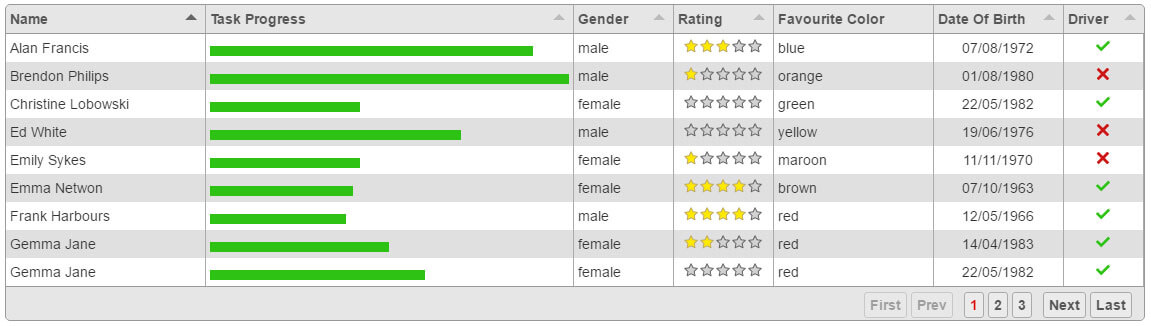 Name Task Progress Gender Rating Favourite Color Date Of Birth Driver
Alan Francis male blue 07/08/1972
Brendon Philips male orange 01/08/1980
Christine Lobowski female green 22/05/1982
Ed White male yellow 19/06/1976
Emily Sykes female maroon 11/11/1970
Emma Netwon female brown 07/10/1963
Frank Harbours male red 12/05/1966
Gemma Jane female red 14/04/1983
Gemma Jane female red 22/05/1982
First Prev 1 2 3 Next Last